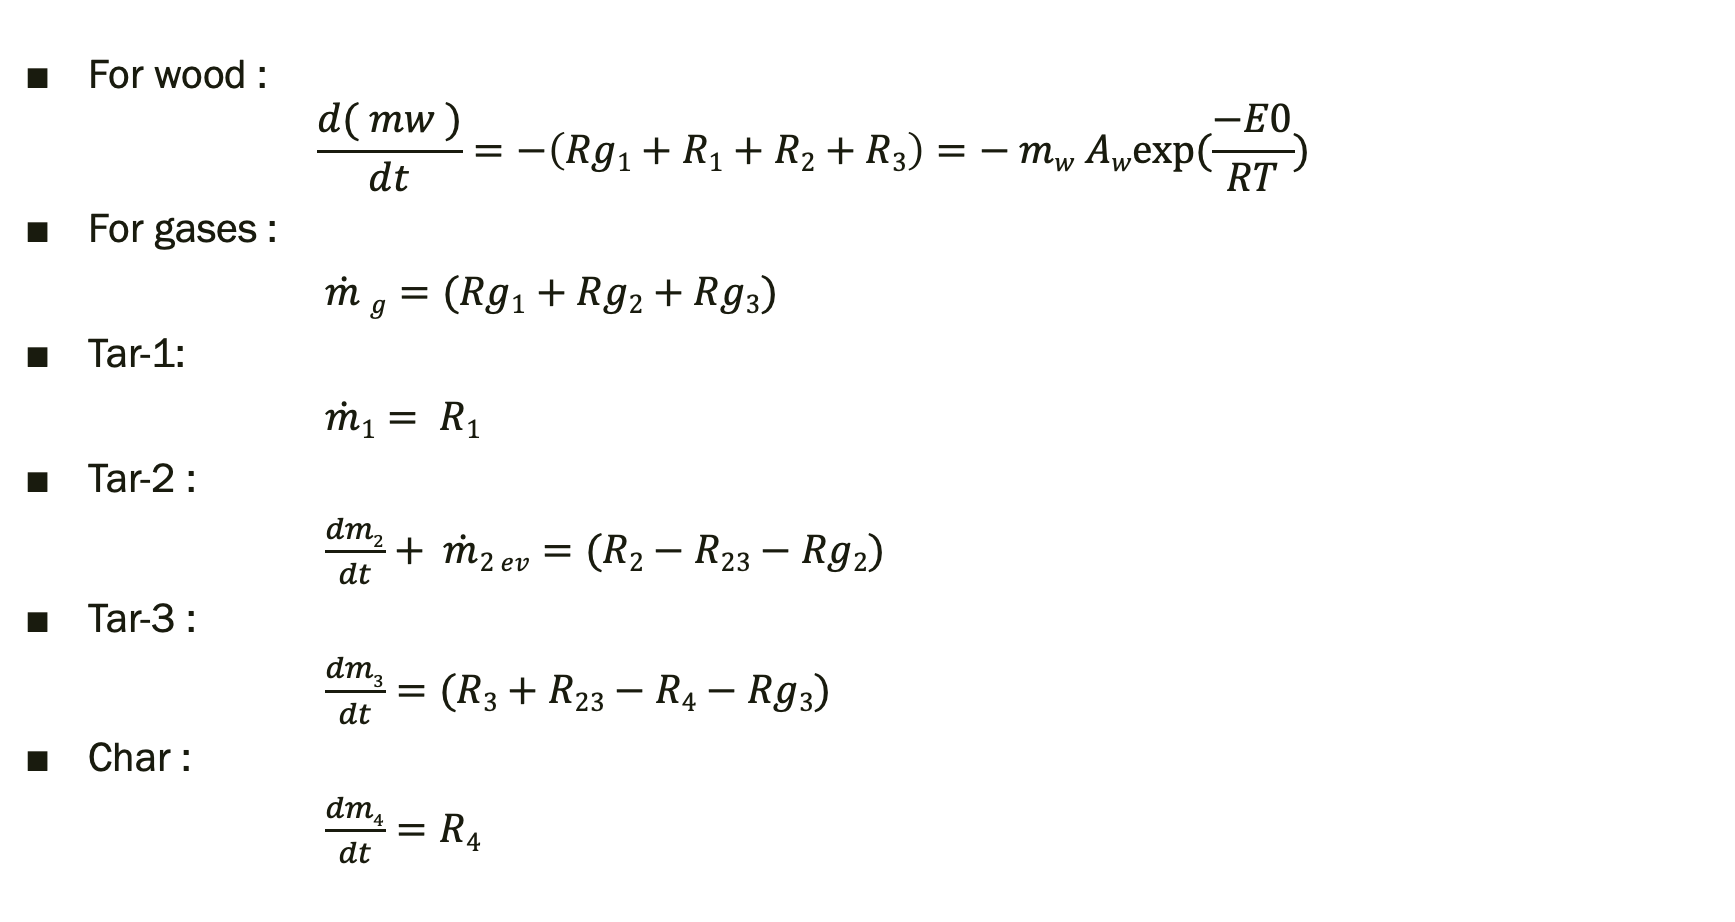 ■ For wood :
d( mw )/dt = −(Rg₁ + R₁ + R₂ + R₃) = − m_w A_w exp(−E0/RT)
■ For gases :
ṁ_g = (Rg₁ + Rg₂ + Rg₃)
■ Tar-1:
ṁ₁ = R₁
■ Tar-2 :
dm₂/dt + ṁ_{2 ev} = (R₂ − R₂₃ − Rg₂)
■ Tar-3 :
dm₃/dt = (R₃ + R₂₃ − R₄ − Rg₃)
■ Char :
dm₄/dt = R₄